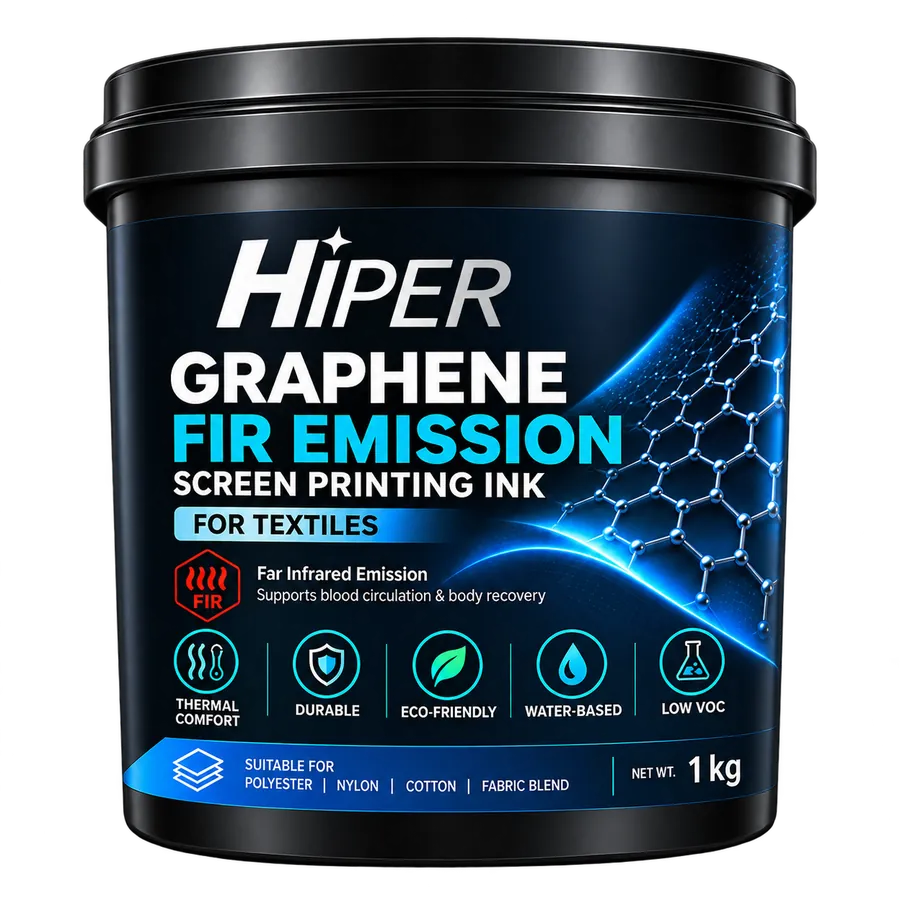 HiPER
GRAPHENE
FIR EMISSION
SCREEN PRINTING INK
FOR TEXTILES
FIR
Far Infrared Emission
Supports blood circulation & body recovery
THERMAL
COMFORT
DURABLE
ECO-FRIENDLY
WATER-BASED
LOW VOC
SUITABLE FOR
POLYESTER | NYLON | COTTON | FABRIC BLEND
NET WT. 1 kg